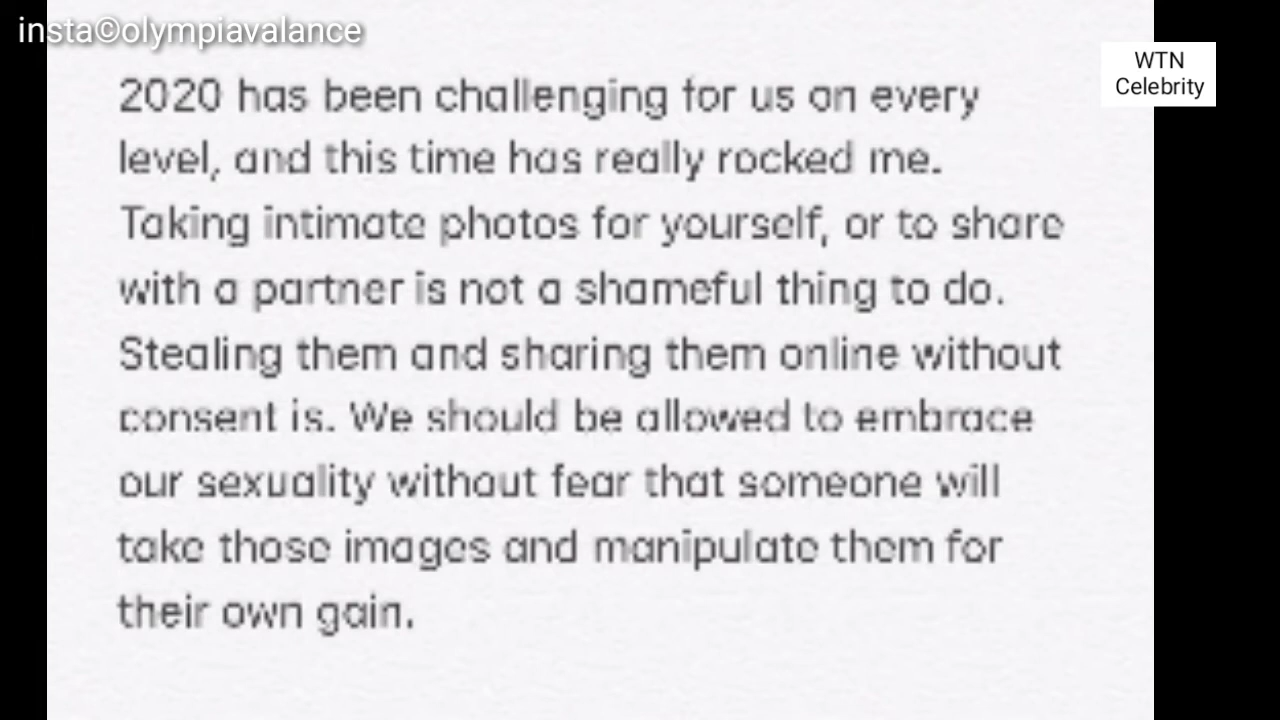 insta©olympiavalance
WTN
Celebrity
2020 has been challenging for us on every
level, and this time has really rocked me.
Taking intimate photos for yourself, or to share
with a partner is not a shameful thing to do.
Stealing them and sharing them online without
consent is. We should be allowed to embrace
our sexuality without fear that someone will
take those images and manipulate them for
their own gain.